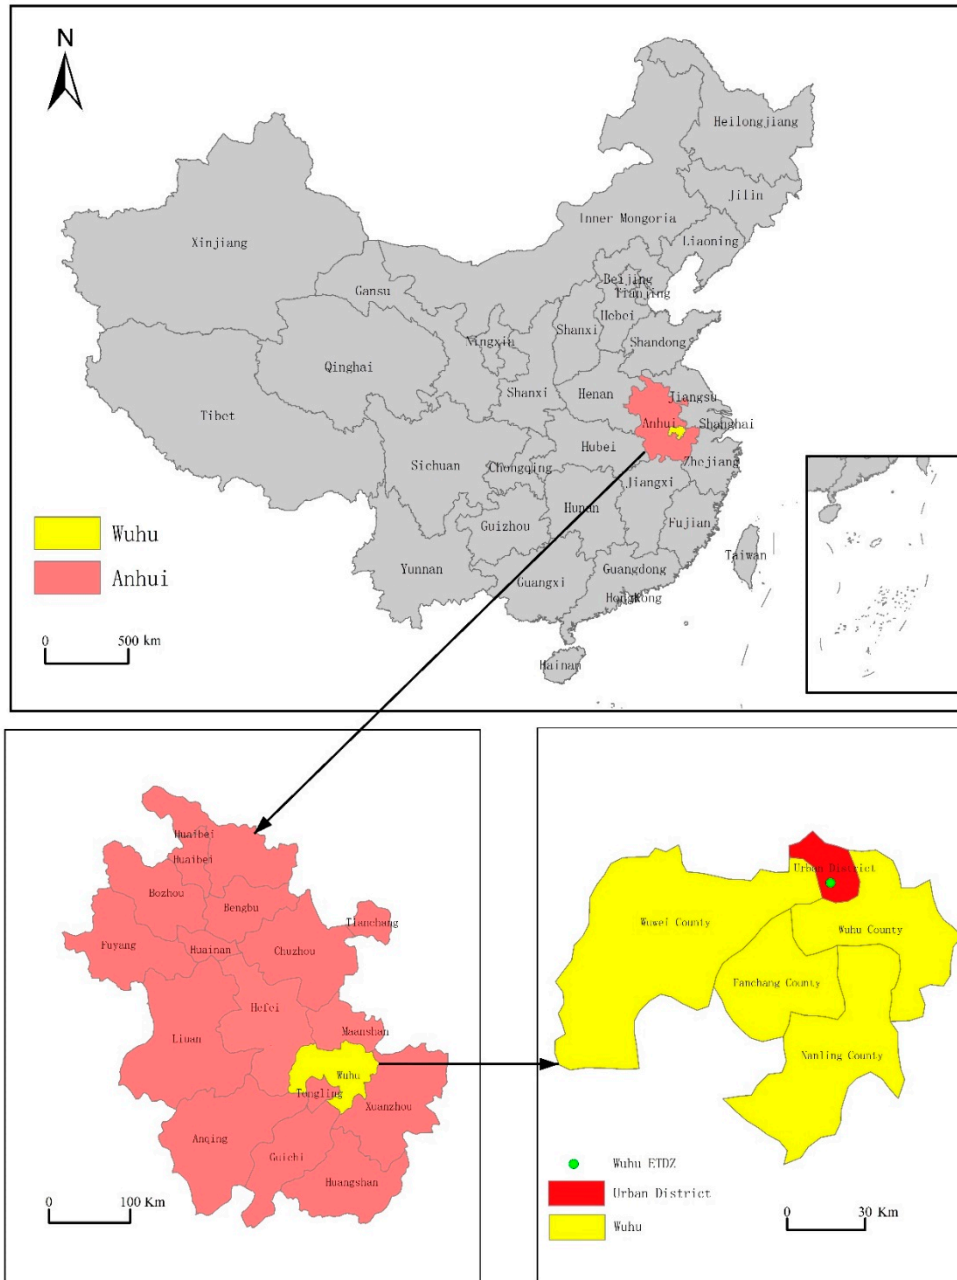 N
Heilongjiang
Jilin
Inner Mongoria
Liaoning
Xinjiang
Beijing
Tianjing
Gansu
Hebei
Shanxi
Ningxia
Shandong
Qinghai
Shanxi
Henan
Jiangsu
Tibet
Anhui
Shanghai
Hubei
Sichuan
Chongqing
Zhejiang
Jiangxi
Hunan
Guizhou
Fujian
Wuhu
Taiwan
Yunnan
Guangdong
Anhui
Guangxi
HongKong
0 500 Km
Hainan
Huaibei
Huaibei
Bozhou
Bengbu
Tianchang
Fuyang
Huainan
Chuzhou
Hefei
Maanshan
Liuan
Wuhu
Tongling
Xuanzhou
Anqing
Guichi
Huangshan
0 100 Km
Urban District
Wuwei County
Wuhu County
Fanchang County
Nanling County
Wuhu ETDZ
Urban District
Wuhu
0 30 Km